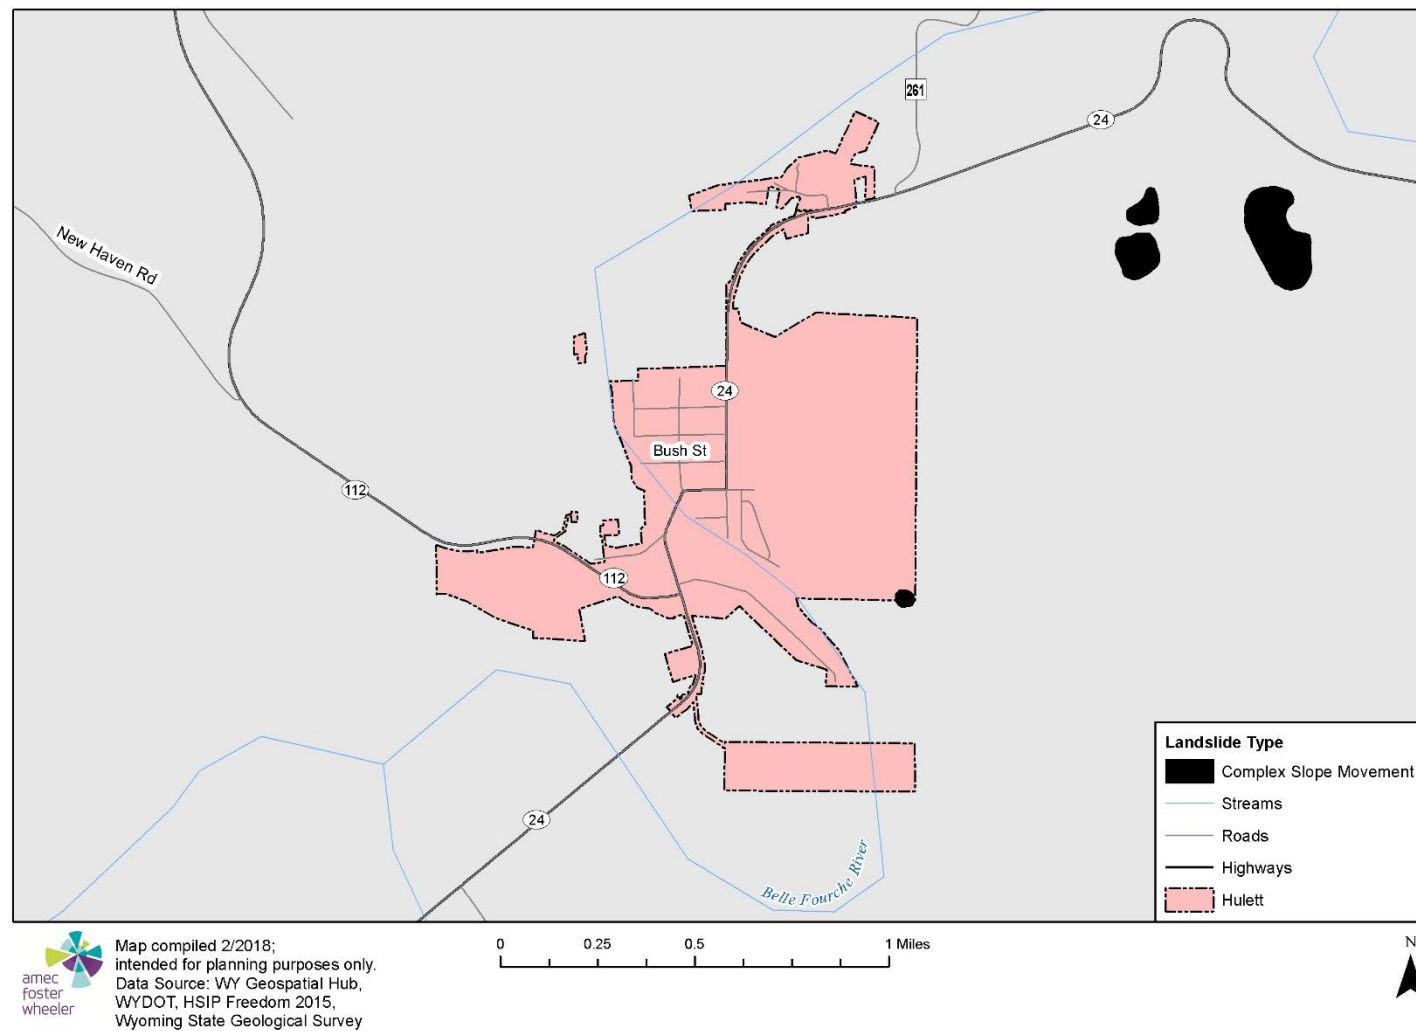 261
24
New Haven Rd
24
Bush St
112
112
24
Belle Fourche River
Landslide Type
Complex Slope Movement
Streams
Roads
Highways
Hulett
amec
foster
wheeler
Map compiled 2/2018;
intended for planning purposes only.
Data Source: WY Geospatial Hub,
WYDOT, HSIP Freedom 2015,
Wyoming State Geological Survey
0 0.25 0.5 1 Miles
N